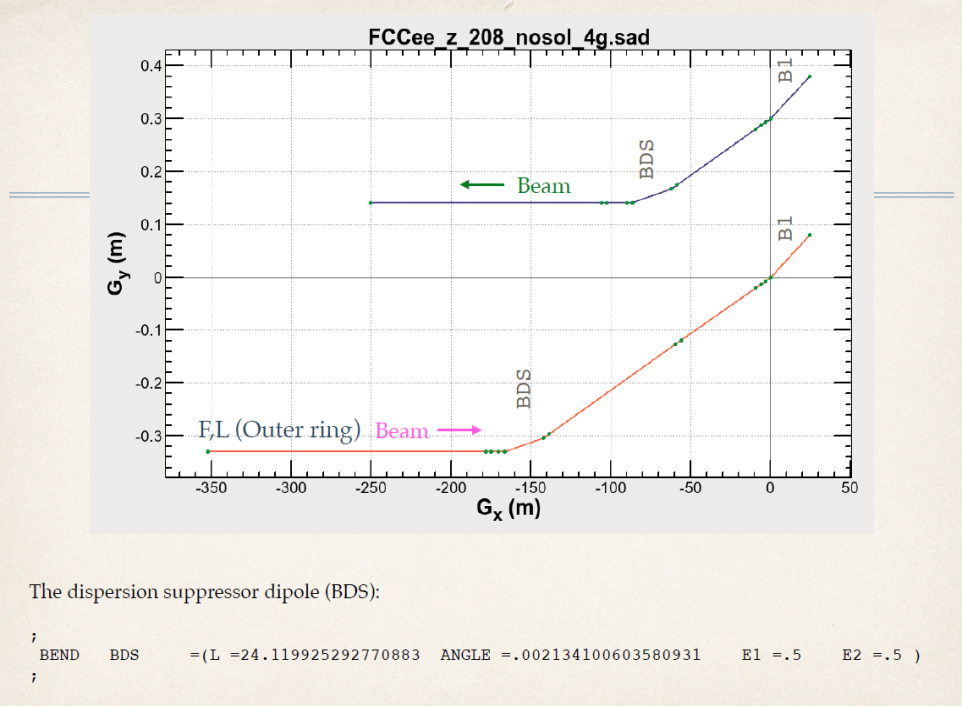 FCCee_z_208_nosol_4g.sad
0.4
B1
0.3
BDS
0.2
Beam
0.1
B1
Gy (m)
0
-0.1
-0.2
BDS
F,L (Outer ring) Beam
-0.3
-350 -300 -250 -200 -150 -100 -50 0 50
Gx (m)
The dispersion suppressor dipole (BDS):
;
BEND BDS =(L =24.119925292770883 ANGLE =.002134100603580931 E1 =.5 E2 =.5 )
;